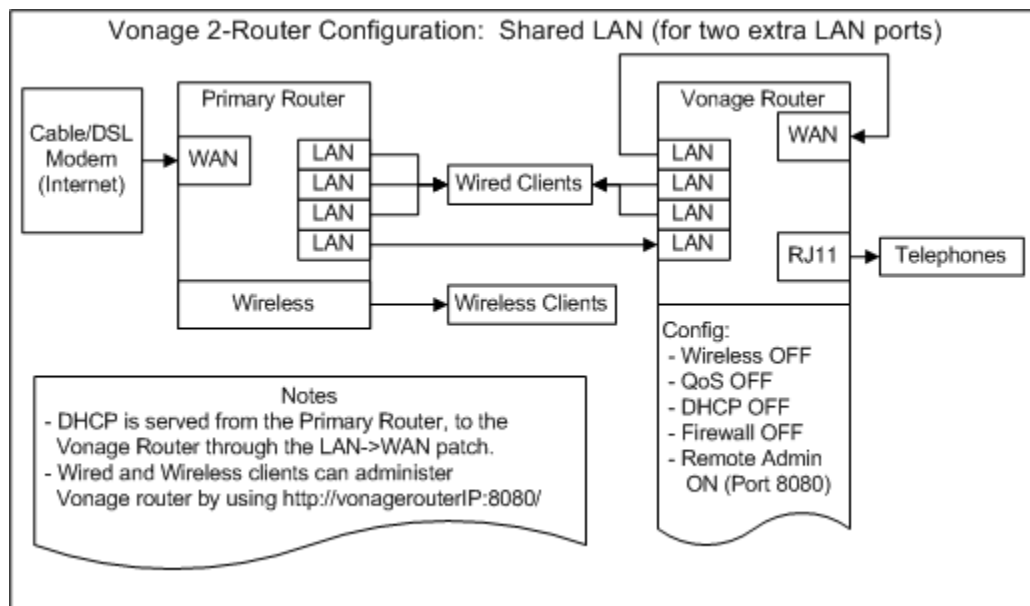 Vonage 2-Router Configuration: Shared LAN (for two extra LAN ports)
Cable/DSL
Modem
(Internet)
Primary Router
WAN
LAN
LAN
LAN
LAN
Wireless
Wired Clients
Wireless Clients
Vonage Router
WAN
LAN
LAN
LAN
LAN
RJ11
Telephones
Config:
- Wireless OFF
- QoS OFF
- DHCP OFF
- Firewall OFF
- Remote Admin
ON (Port 8080)
Notes
- DHCP is served from the Primary Router, to the
Vonage Router through the LAN->WAN patch.
- Wired and Wireless clients can administer
Vonage router by using http://vonagerouterIP:8080/